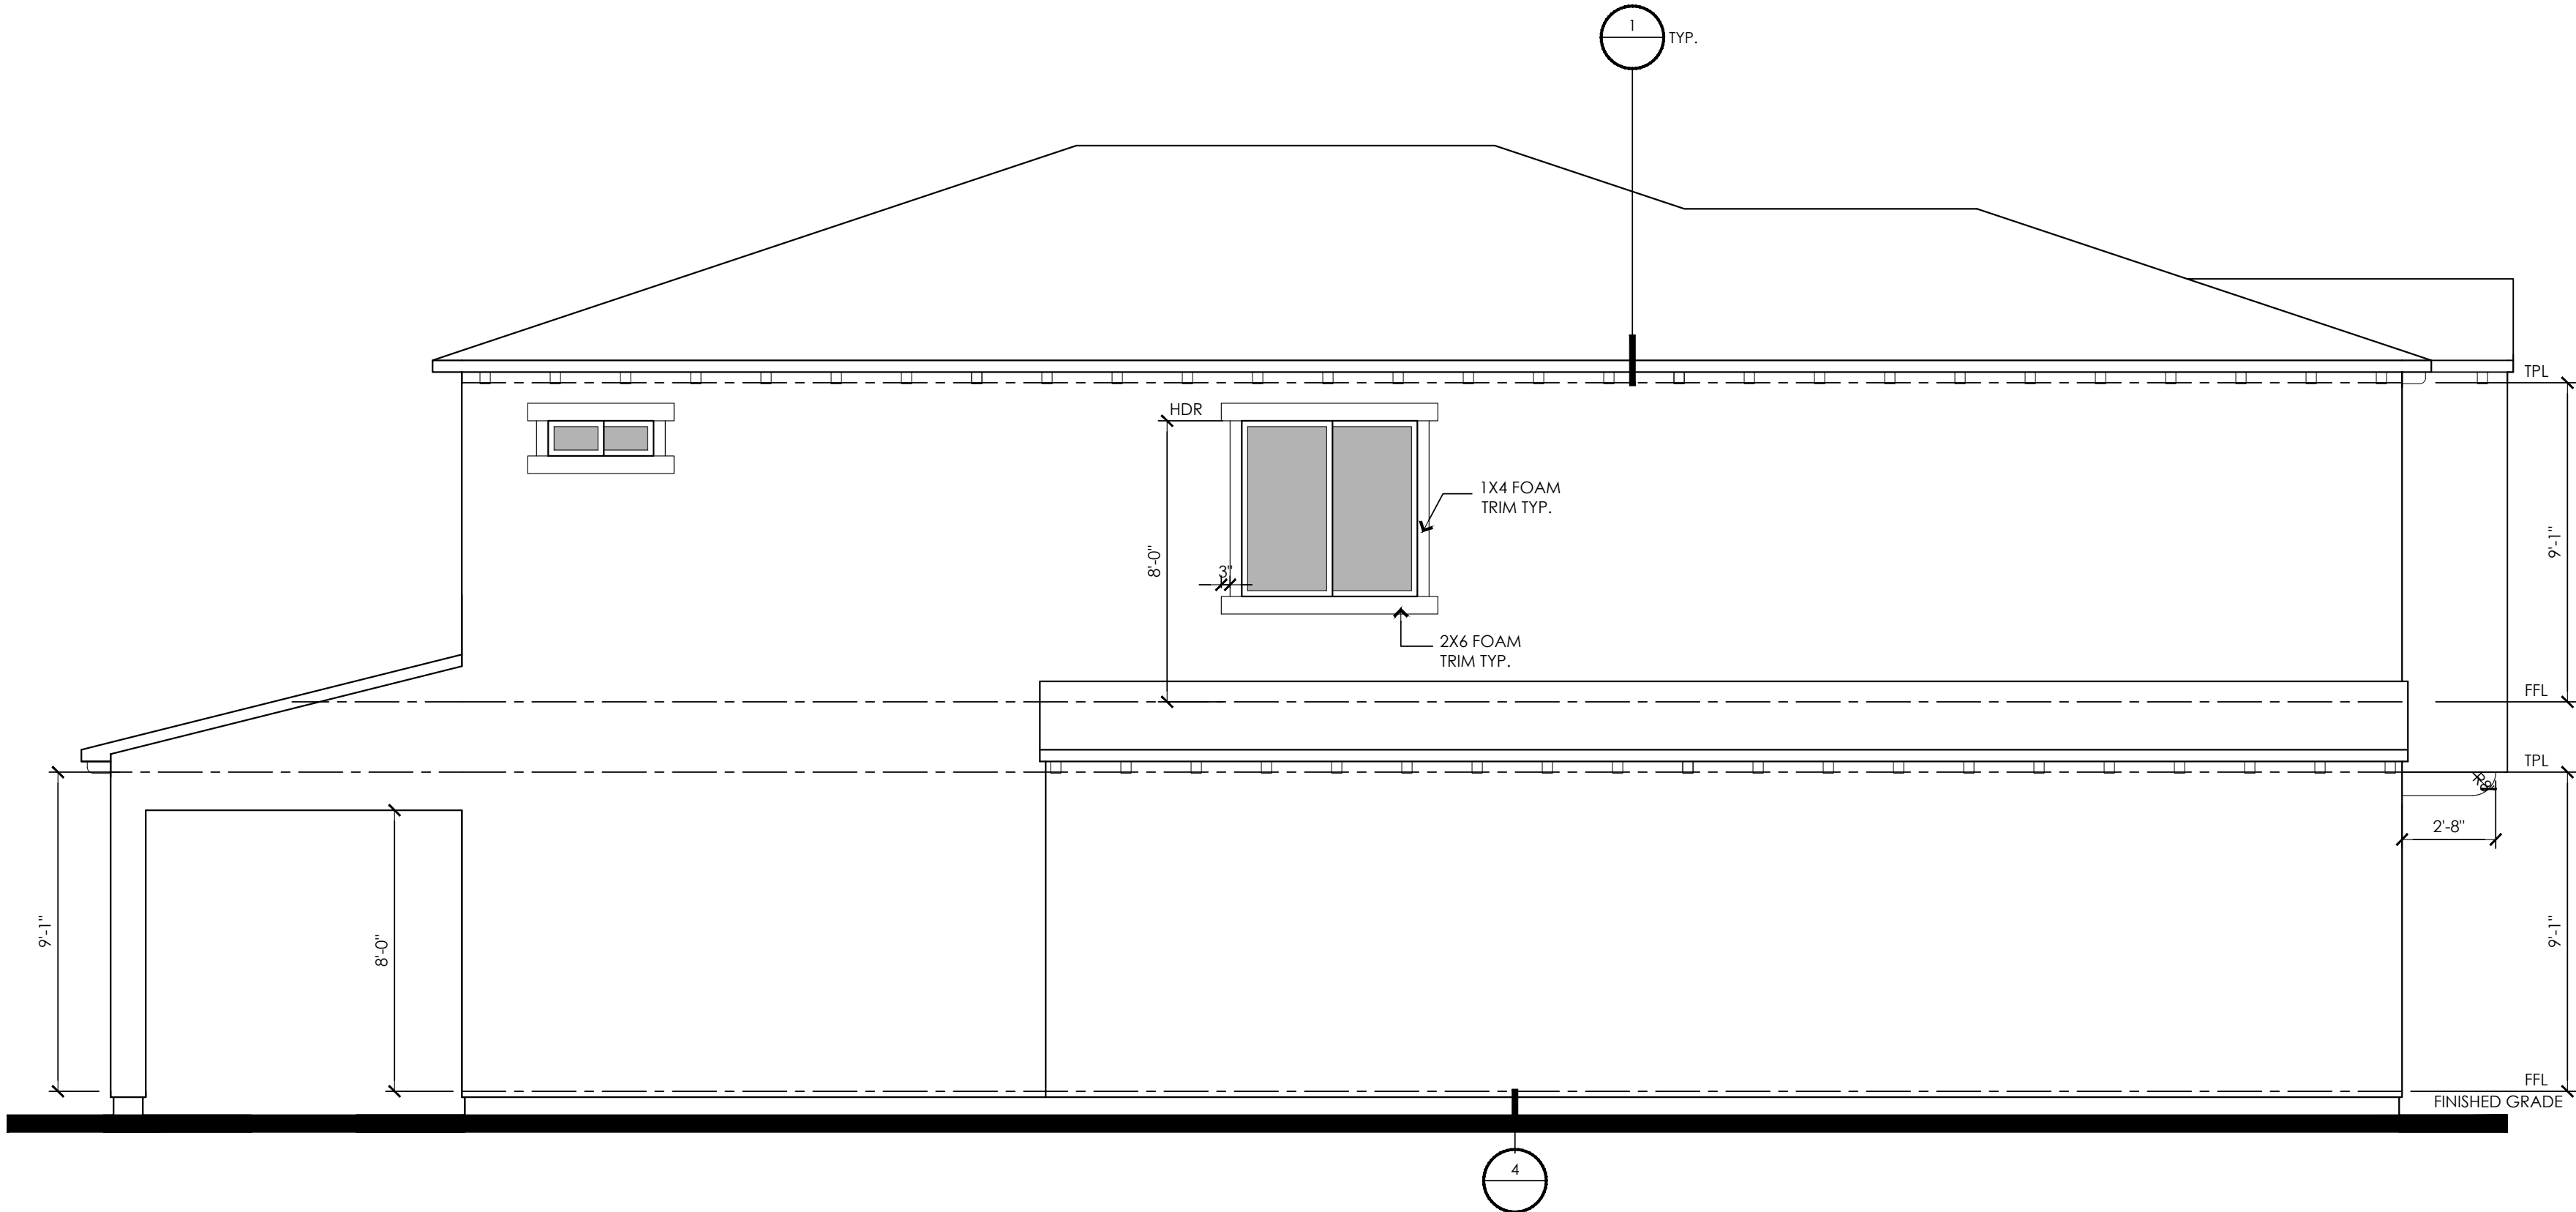 1
TYP.
TPL
HDR
1X4 FOAM
TRIM TYP.
9'-1"
8'-0"
3"
2X6 FOAM
TRIM TYP.
FFL
TPL
2'-8"
9'-1"
8'-0"
9'-1"
FFL
FINISHED GRADE
4